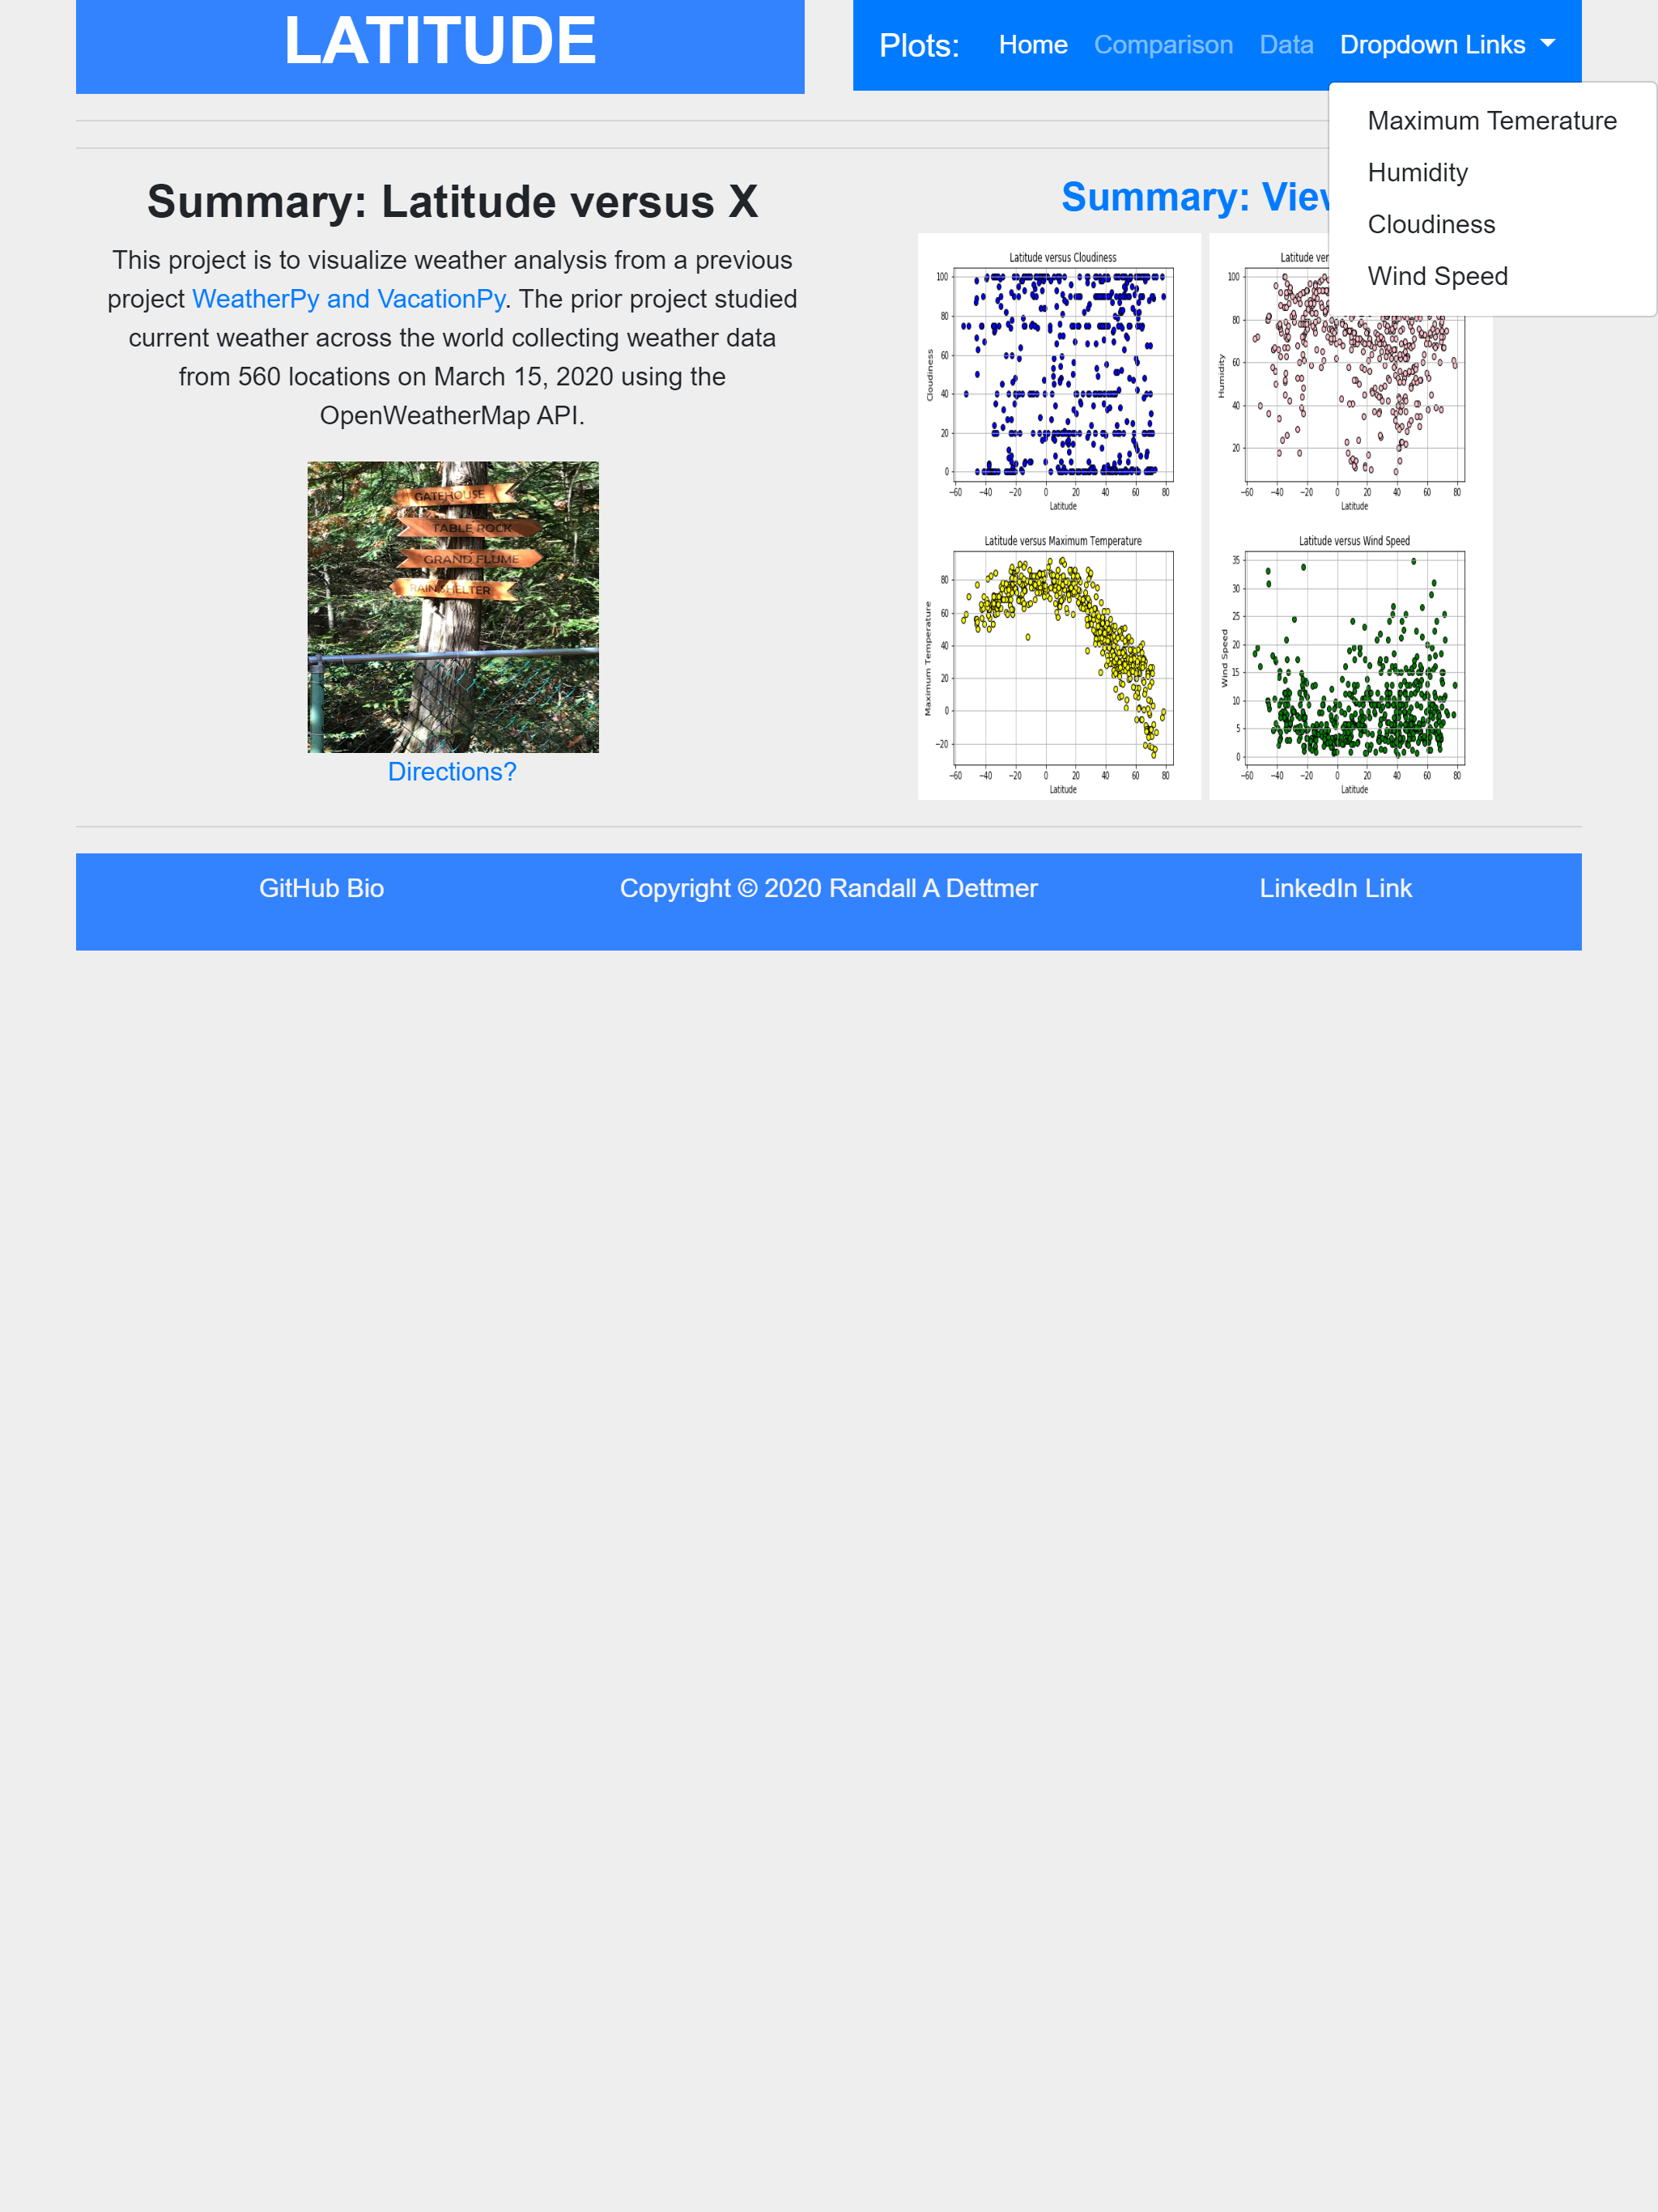 LATITUDE
Plots: Home Comparison Data Dropdown Links
Maximum Temerature
Humidity
Cloudiness
Wind Speed
Summary: Latitude versus X
This project is to visualize weather analysis from a previous
project WeatherPy and VacationPy. The prior project studied
current weather across the world collecting weather data
from 560 locations on March 15, 2020 using the
OpenWeatherMap API.
GATEHOUSE
TABLE ROCK
GRAND FLUME
RAIN SHELTER
Directions?
Summary:
Latitude versus Cloudiness
Cloudiness
100
80
60
40
20
0
−60 −40 −20 0 20 40 60 80
Latitude
Latitude
Humidity
100
80
60
40
20
−60 −40 −20 0 20 40 60 80
Latitude
Latitude versus Maximum Temperature
Maximum Temperature
80
60
40
20
0
−20
−60 −40 −20 0 20 40 60 80
Latitude
Latitude versus Wind Speed
Wind Speed
35
30
25
20
15
10
5
0
−60 −40 −20 0 20 40 60 80
Latitude
GitHub Bio
Copyright © 2020 Randall A Dettmer
LinkedIn Link